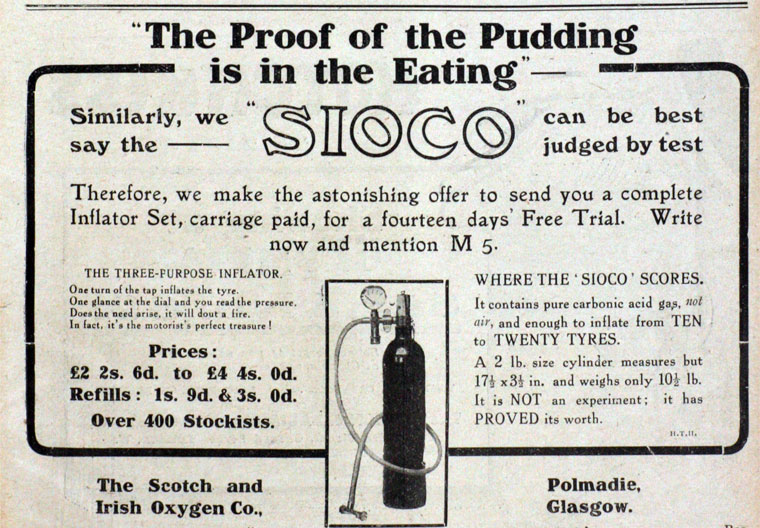 "The Proof of the Pudding
is in the Eating"—
Similarly, we say the — "SIOCO" can be best judged by test
Therefore, we make the astonishing offer to send you a complete
Inflator Set, carriage paid, for a fourteen days' Free Trial. Write
now and mention M 5.
THE THREE-PURPOSE INFLATOR.
One turn of the tap inflates the tyre.
One glance at the dial and you read the pressure.
Does the need arise, it will dout a fire.
In fact, it's the motorist's perfect treasure!
Prices:
£2 2s. 6d. to £4 4s. 0d.
Refills: 1s. 9d. & 3s. 0d.
Over 400 Stockists.
WHERE THE 'SIOCO' SCORES.
It contains pure carbonic acid gas, not
air, and enough to inflate from TEN
to TWENTY TYRES.
A 2 lb. size cylinder measures but
17½ x 3½ in. and weighs only 10½ lb.
It is NOT an experiment; it has
PROVED its worth.
H.T.H.
The Scotch and
Irish Oxygen Co.,
Polmadie,
Glasgow.